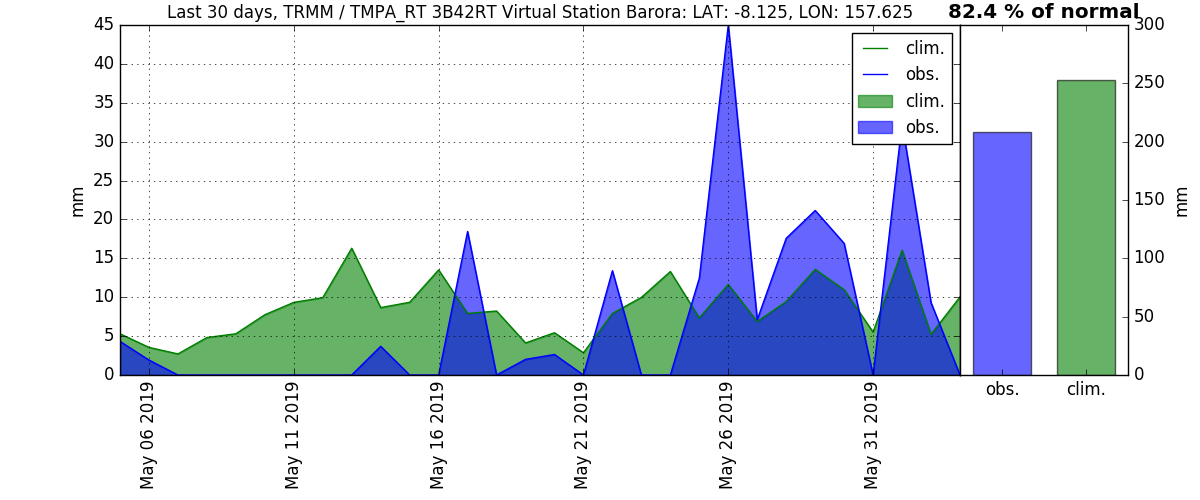 Last 30 days, TRMM / TMPA_RT 3B42RT Virtual Station Barora: LAT: -8.125, LON: 157.625
82.4 % of normal
45
40
35
30
25
20
15
10
5
0
mm
clim.
obs.
clim.
obs.
May 06 2019
May 11 2019
May 16 2019
May 21 2019
May 26 2019
May 31 2019
300
250
200
150
100
50
0
mm
obs.
clim.